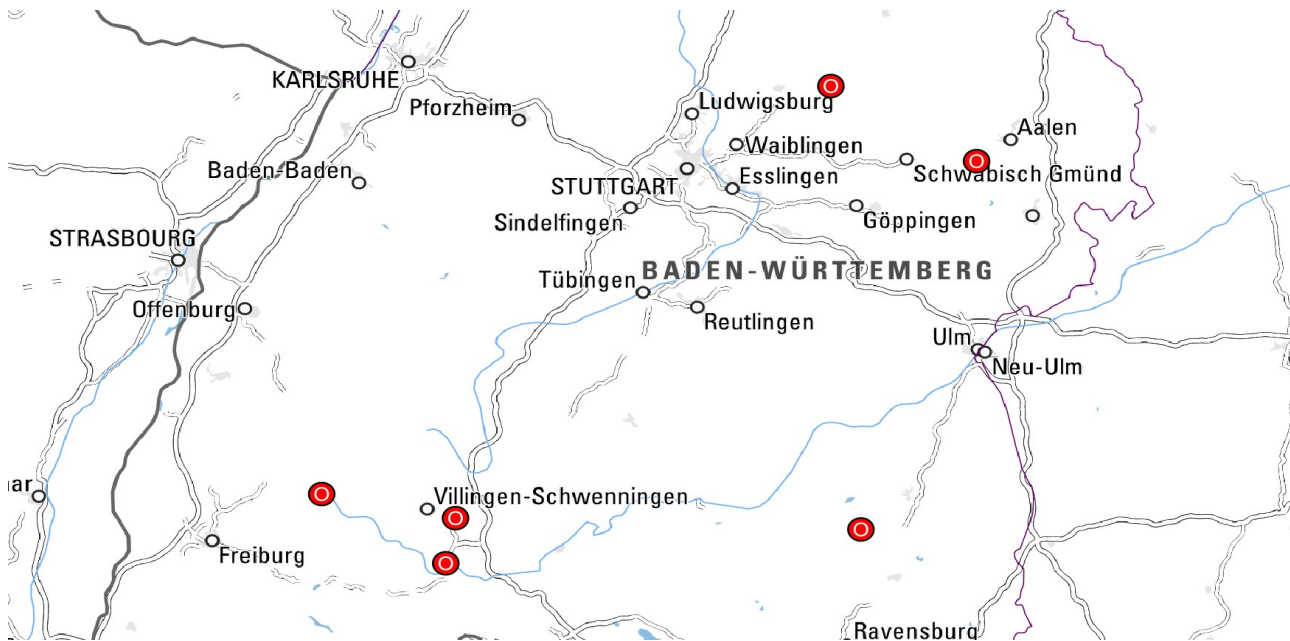 KARLSRUHE
Pforzheim
Ludwigsburg
O
Aalen
Waiblingen
O
Baden-Baden
STUTTGART
Esslingen
Schwäbisch Gmünd
Sindelfingen
Göppingen
STRASBOURG
Tübingen
BADEN-WÜRTTEMBERG
Offenburg
Reutlingen
Ulm
Neu-Ulm
ar
O
Villingen-Schwenningen
O
O
Freiburg
O
Ravensburg